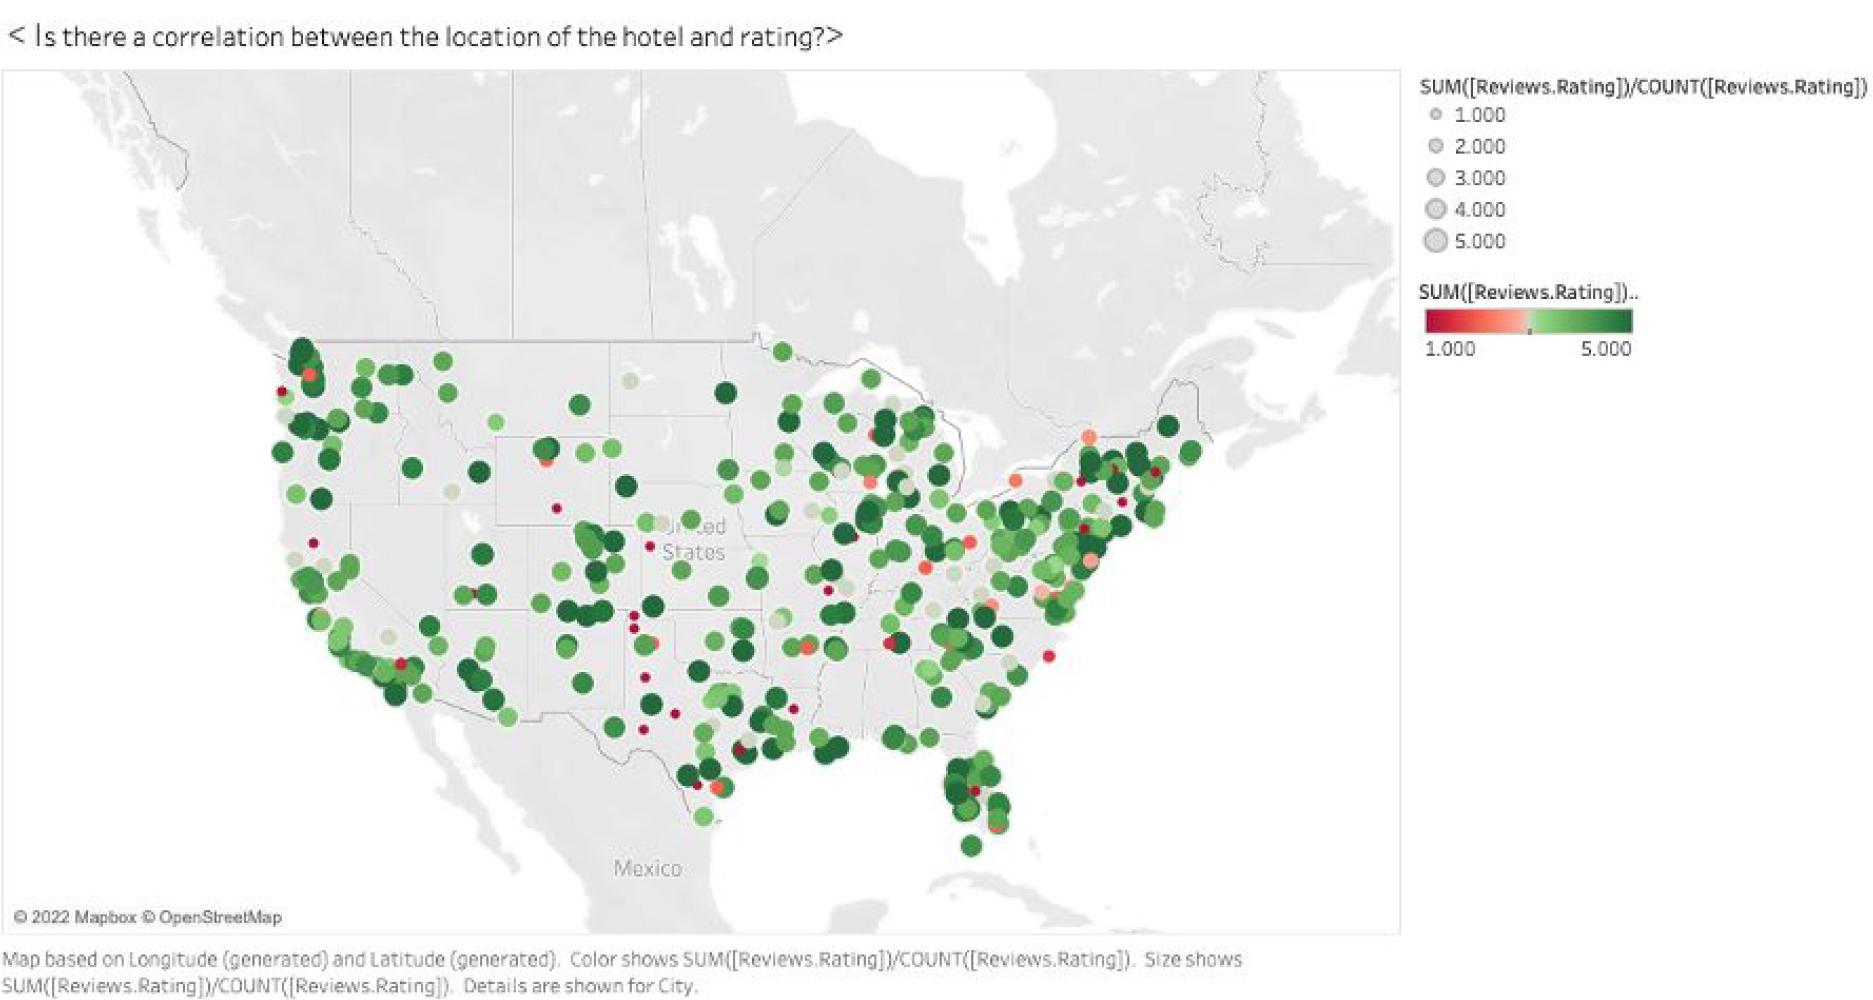 < Is there a correlation between the location of the hotel and rating?>
SUM([Reviews.Rating])/COUNT([Reviews.Rating])
1.000
2.000
3.000
4.000
5.000
SUM([Reviews.Rating])..
1.000 5.000
United
States
Mexico
© 2022 Mapbox © OpenStreetMap
Map based on Longitude (generated) and Latitude (generated). Color shows SUM([Reviews.Rating])/COUNT([Reviews.Rating]). Size shows
SUM([Reviews.Rating])/COUNT([Reviews.Rating]). Details are shown for City.